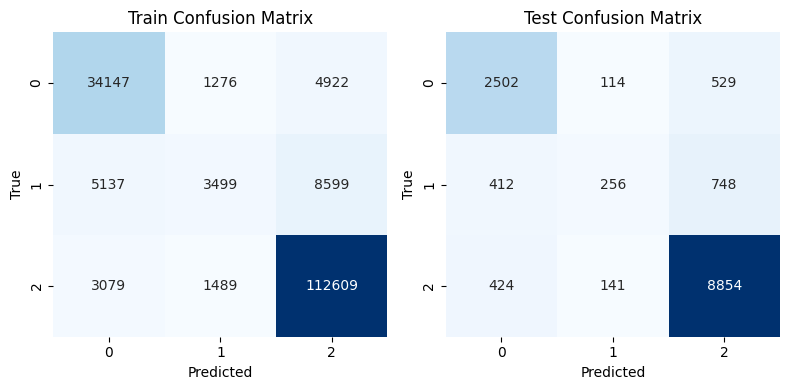 Train Confusion Matrix
True
0
1
2
34147 1276 4922
5137 3499 8599
3079 1489 112609
0 1 2
Predicted
Test Confusion Matrix
True
0
1
2
2502 114 529
412 256 748
424 141 8854
0 1 2
Predicted